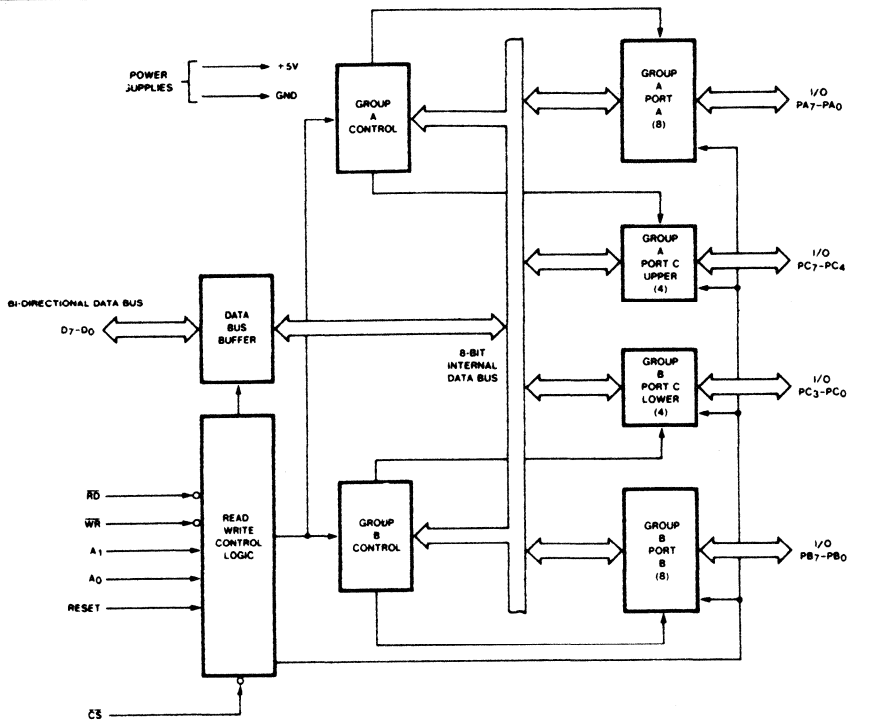 POWER
SUPPLIES
+5V
GND
GROUP
A
CONTROL
GROUP
A
PORT
A
(8)
I/O
PA7-PA0
GROUP
A
PORT C
UPPER
(4)
I/O
PC7-PC4
BI-DIRECTIONAL DATA BUS
D7-D0
DATA
BUS
BUFFER
8-BIT
INTERNAL
DATA BUS
GROUP
B
PORT C
LOWER
(4)
I/O
PC3-PC0
RD
WR
A1
A0
RESET
CS
READ
WRITE
CONTROL
LOGIC
GROUP
B
CONTROL
GROUP
B
PORT
B
(8)
I/O
PB7-PB0